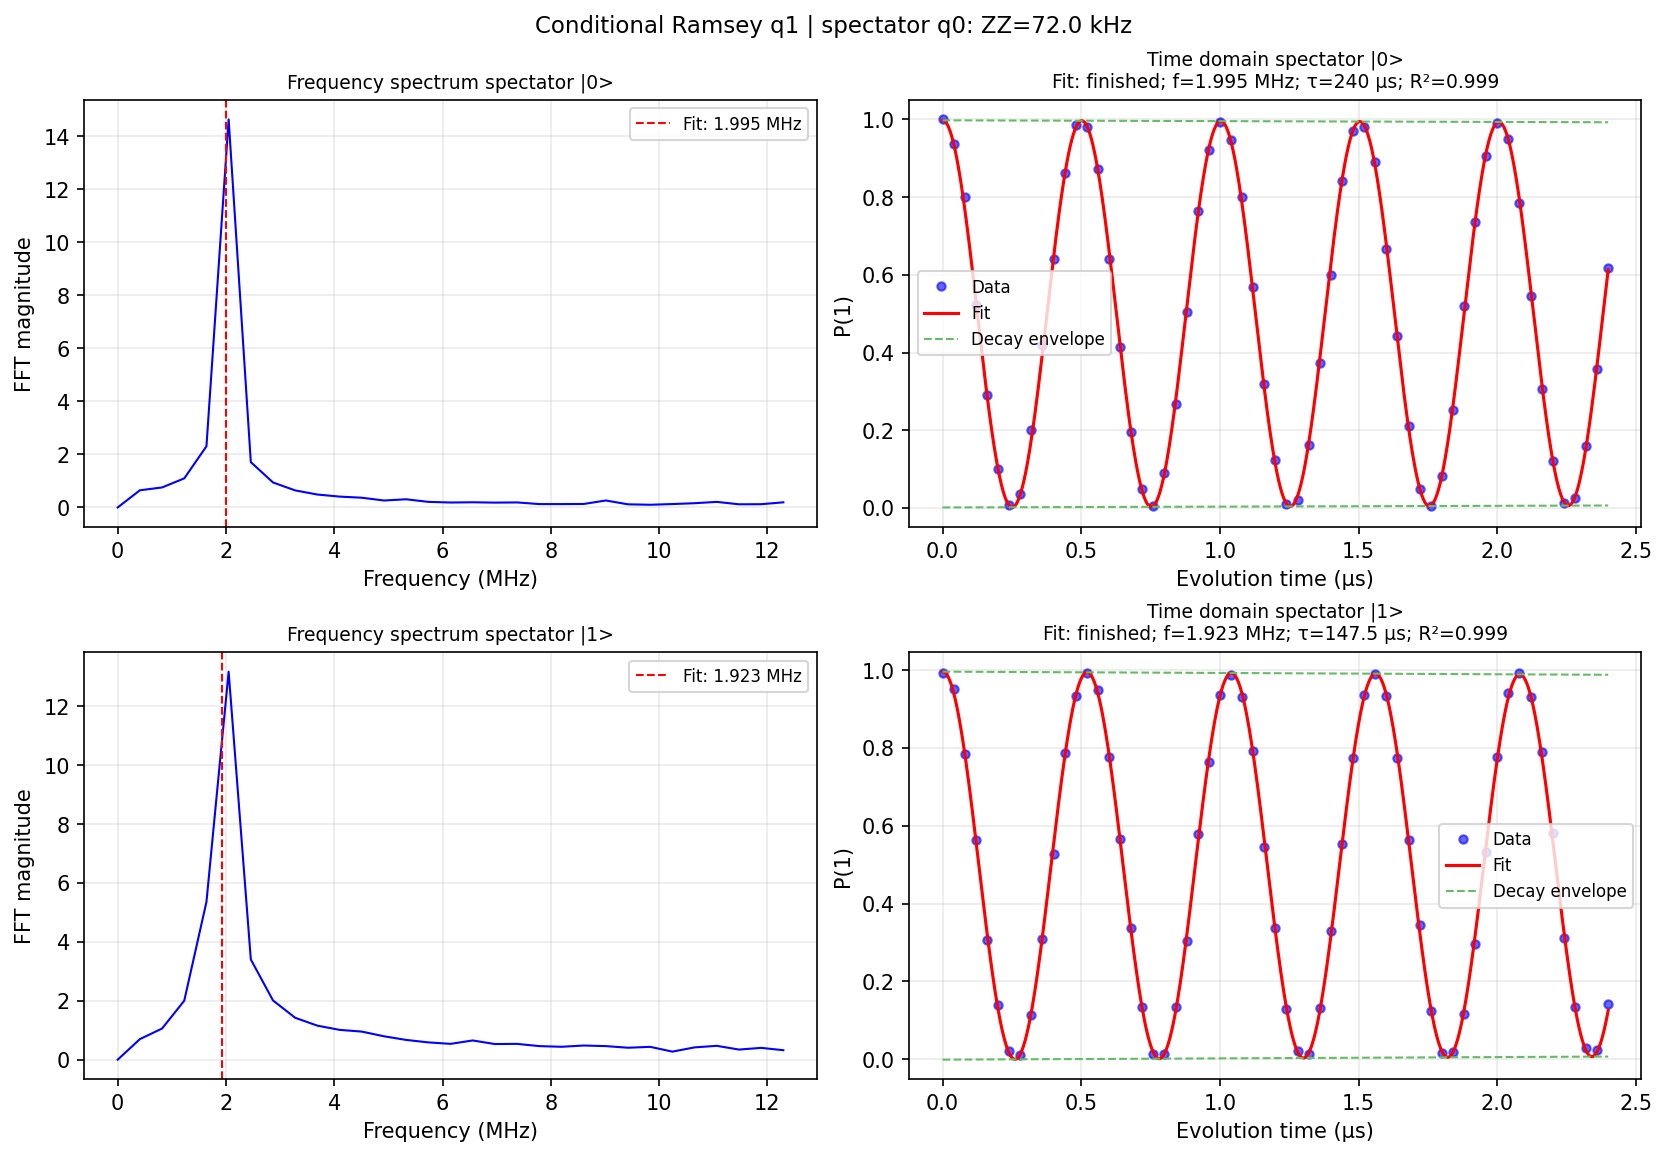 Conditional Ramsey q1 | spectator q0: ZZ=72.0 kHz
Frequency spectrum spectator |0>
FFT magnitude
14
12
10
8
6
4
2
0
Fit: 1.995 MHz
0 2 4 6 8 10 12
Frequency (MHz)
Time domain spectator |0>
Fit: finished; f=1.995 MHz; τ=240 µs; R²=0.999
P(1)
1.0
0.8
0.6
0.4
0.2
0.0
Data
Fit
Decay envelope
0.0 0.5 1.0 1.5 2.0 2.5
Evolution time (µs)
Frequency spectrum spectator |1>
FFT magnitude
12
10
8
6
4
2
0
Fit: 1.923 MHz
0 2 4 6 8 10 12
Frequency (MHz)
Time domain spectator |1>
Fit: finished; f=1.923 MHz; τ=147.5 µs; R²=0.999
P(1)
1.0
0.8
0.6
0.4
0.2
0.0
Data
Fit
Decay envelope
0.0 0.5 1.0 1.5 2.0 2.5
Evolution time (µs)